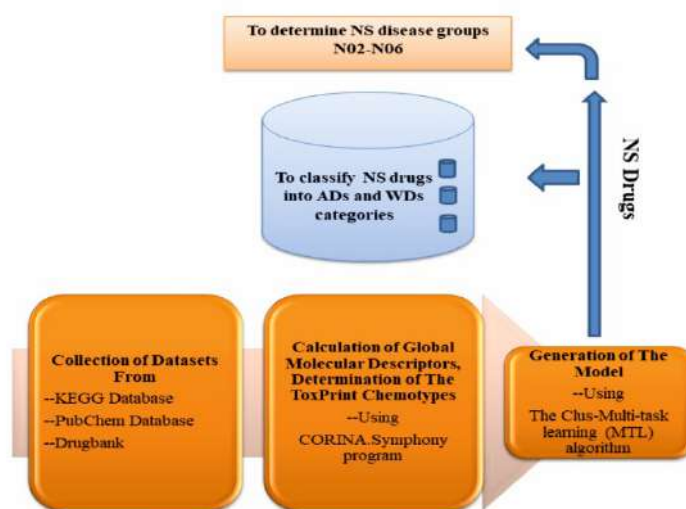 To determine NS disease groups
N02-N06
To classify NS drugs
into ADs and WDs
categories
NS Drugs
Collection of Datasets
From
--KEGG Database
--PubChem Database
--Drugbank
Calculation of Global
Molecular Descriptors,
Determination of The
ToxPrint Chemotypes
--Using
CORINA.Symphony
program
Generation of The
Model
--Using
The Clus-Multi-task
learning (MTL)
algorithm